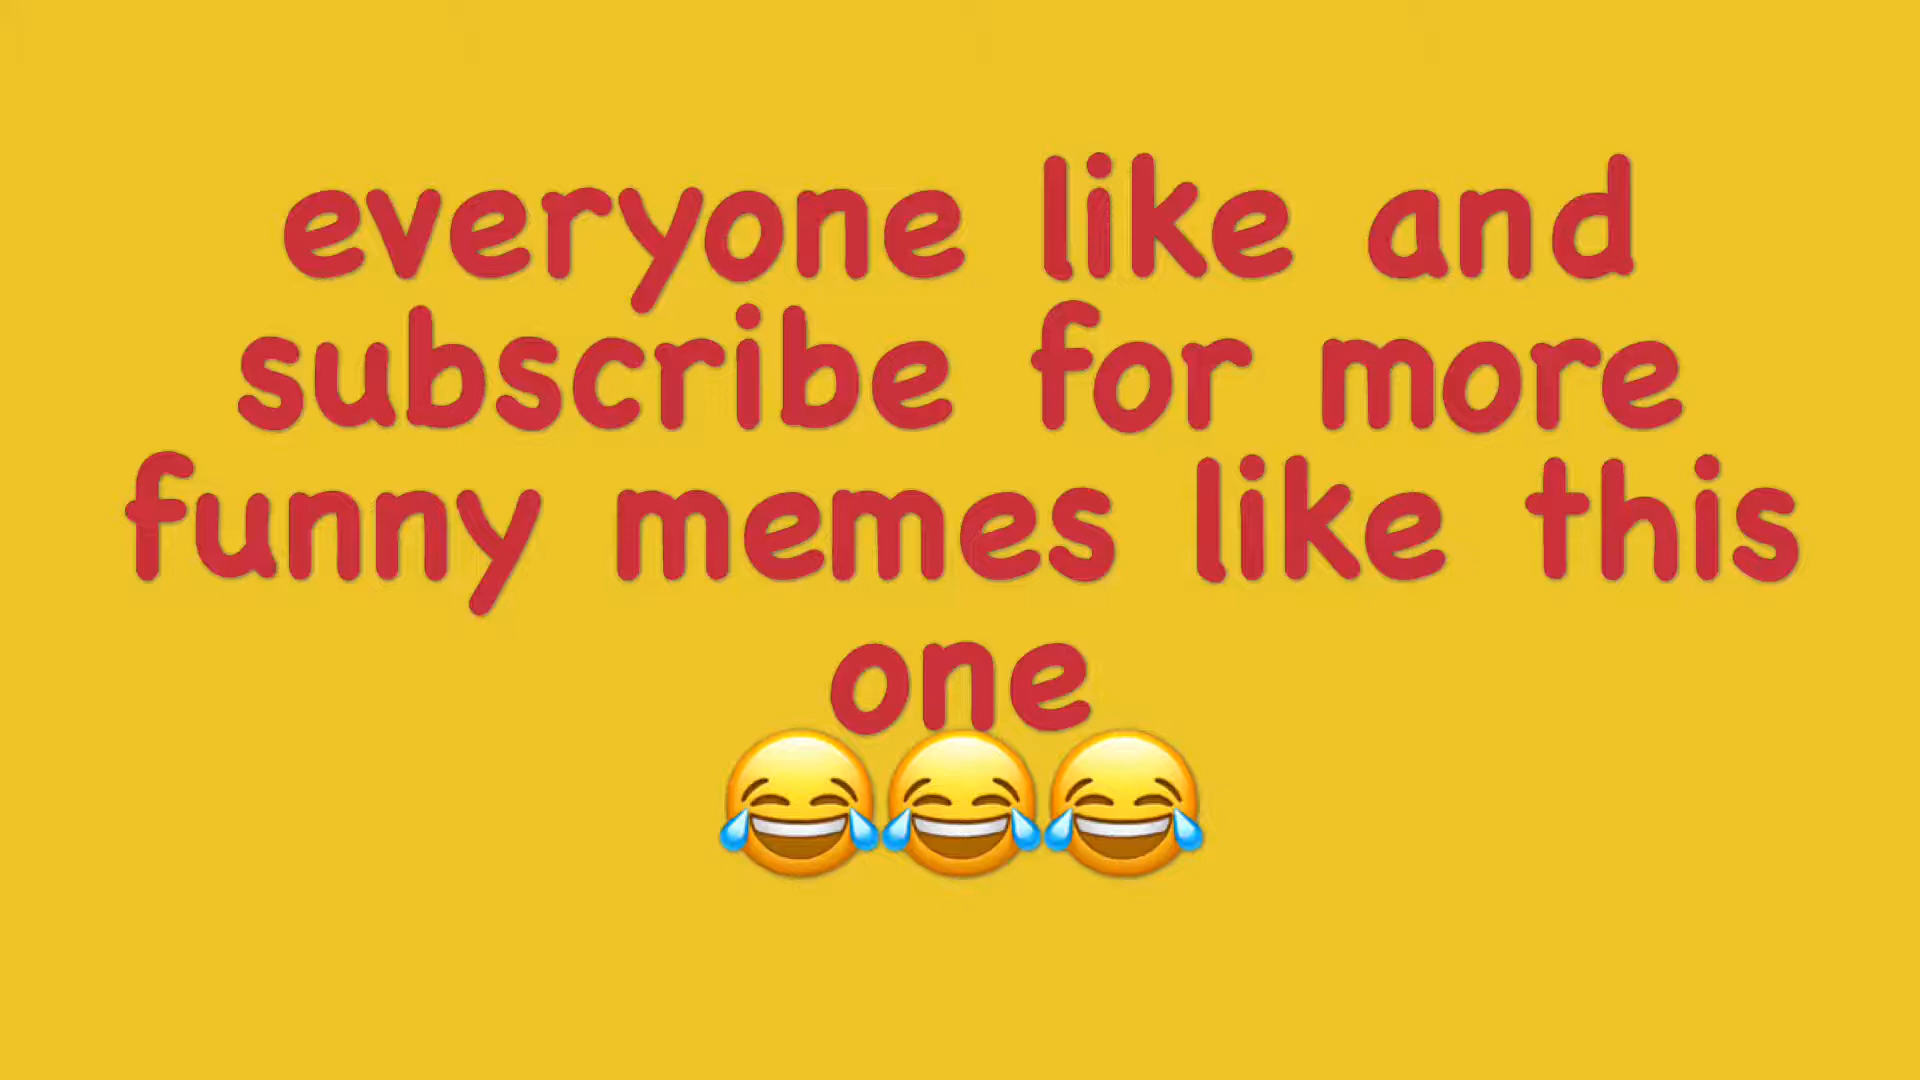 everyone like and
subscribe for more
funny memes like this
one
😂😂😂